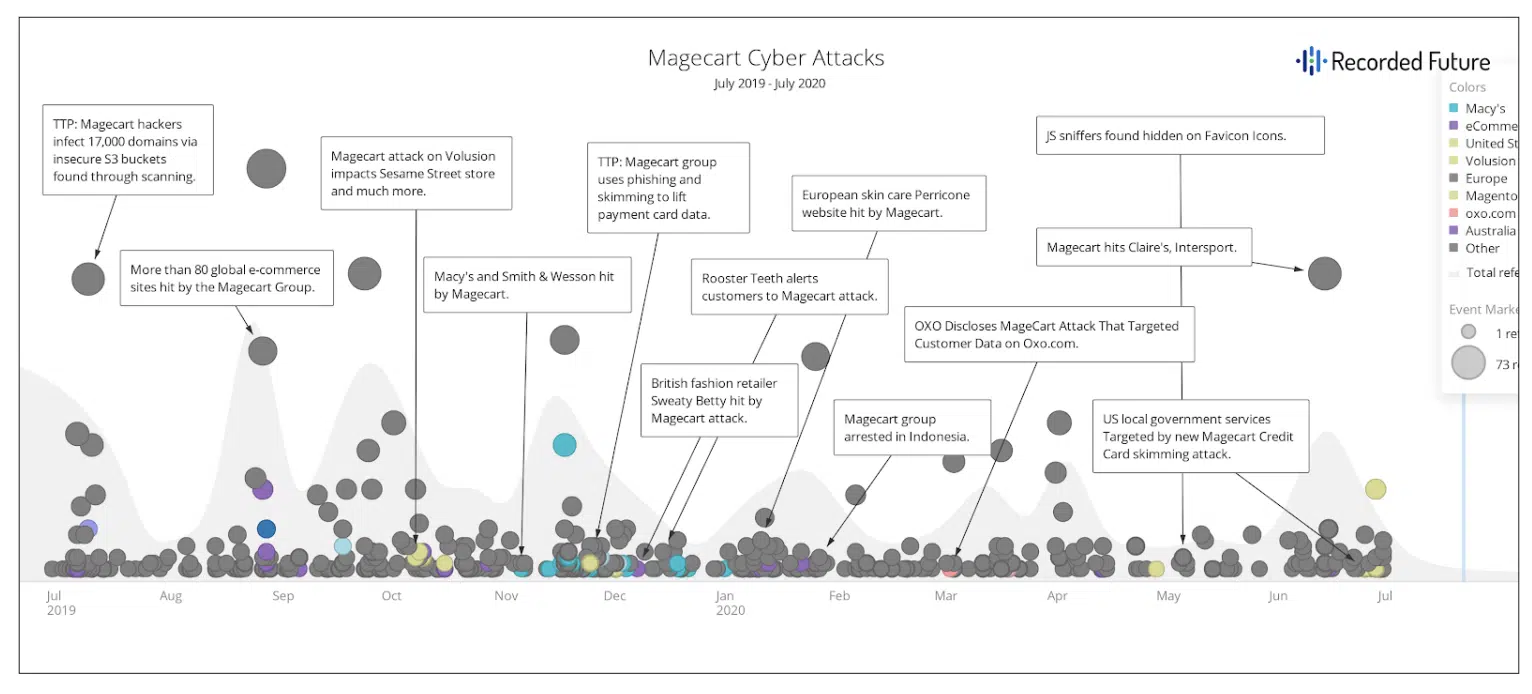 Magecart Cyber Attacks
July 2019 - July 2020
Recorded Future
TTP: Magecart hackers
infect 17,000 domains via
insecure S3 buckets
found through scanning.
More than 80 global e-commerce
sites hit by the Magecart Group.
Magecart attack on Volusion
impacts Sesame Street store
and much more.
Macy's and Smith & Wesson hit
by Magecart.
TTP: Magecart group
uses phishing and
skimming to lift
payment card data.
British fashion retailer
Sweaty Betty hit by
Magecart attack.
Rooster Teeth alerts
customers to Magecart attack.
European skin care Perricone
website hit by Magecart.
Magecart group
arrested in Indonesia.
OXO Discloses MageCart Attack That Targeted
Customer Data on Oxo.com.
JS sniffers found hidden on Favicon Icons.
Magecart hits Claire's, Intersport.
US local government services
Targeted by new Magecart Credit
Card skimming attack.
Colors
Macy's
eComme
United St
Volusion
Europe
Magento
oxo.com
Australia
Other
Total refe
Event Marke
1 re
73 r
Jul Aug Sep Oct Nov Dec Jan Feb Mar Apr May Jun Jul
2019 2020